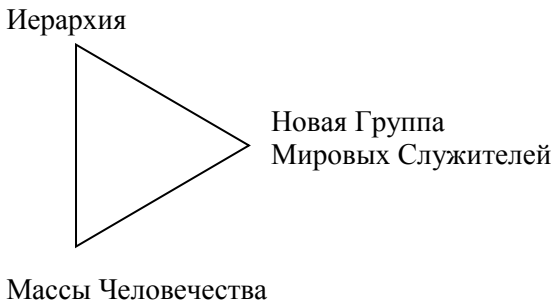 Иерархия
Новая Группа
Мировых Служителей
Массы Человечества